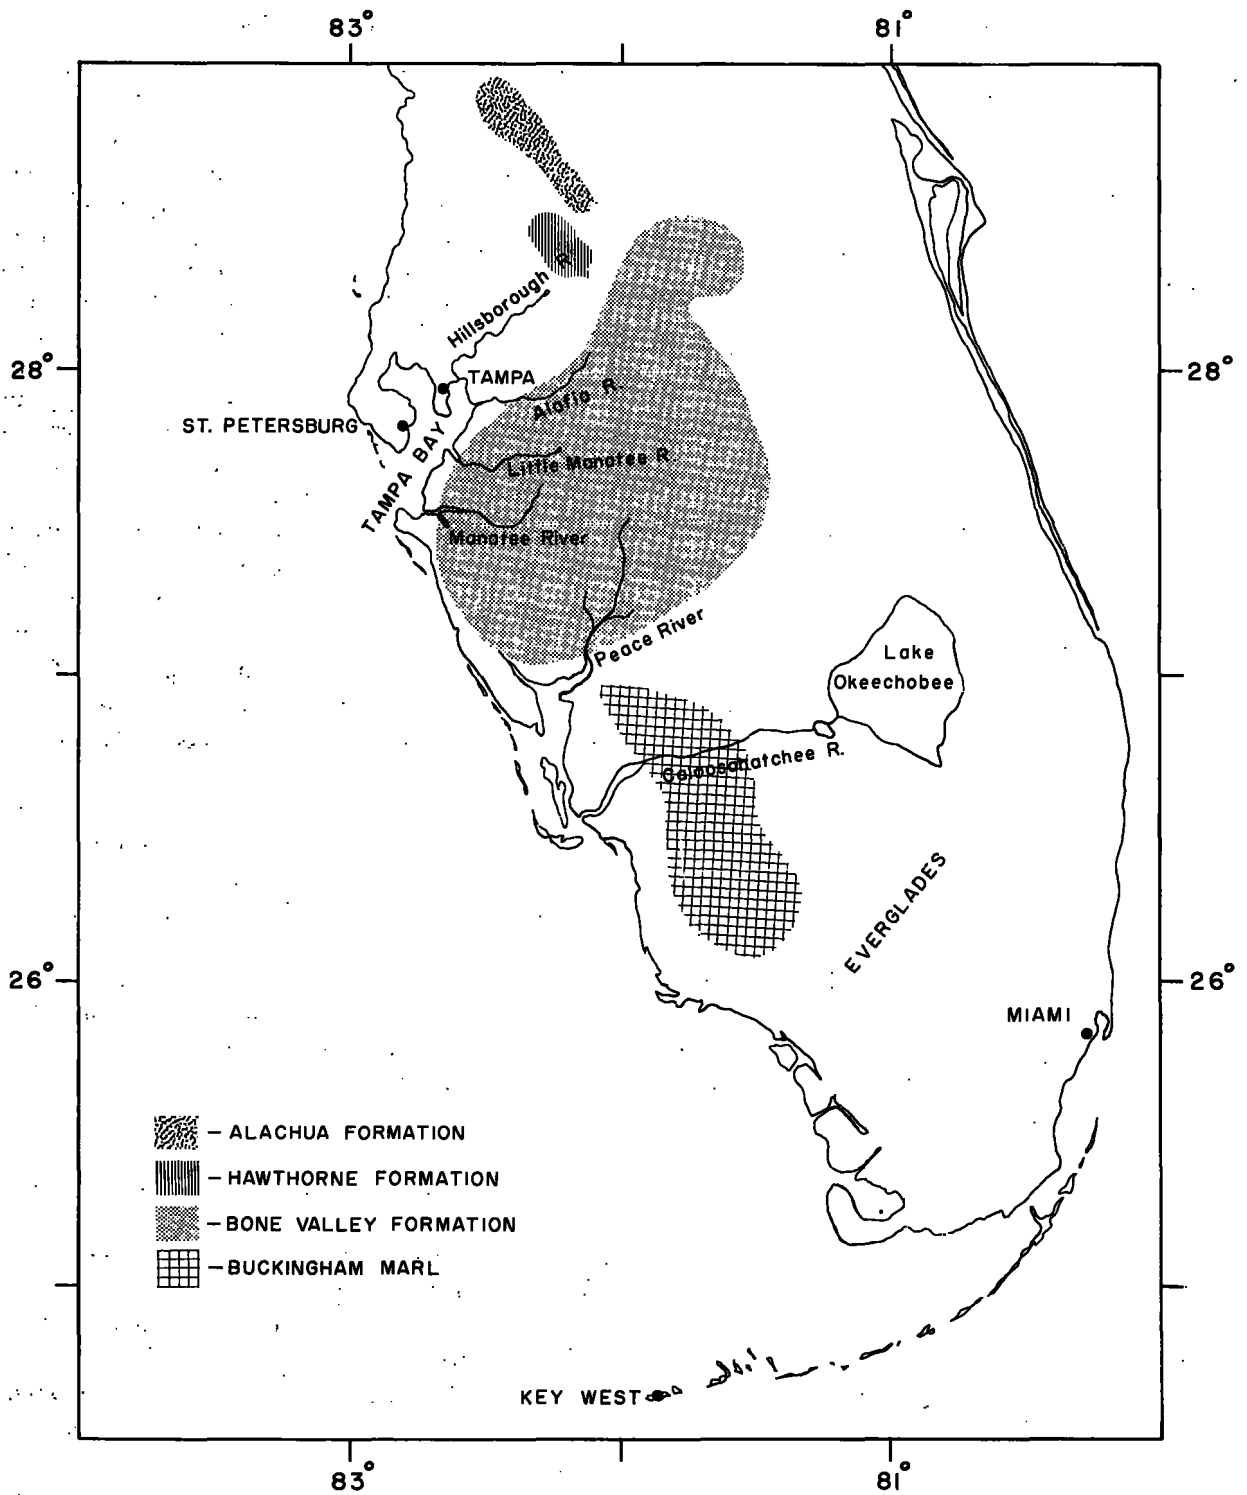 83° 81°
Hillsborough R.
28° 28°
TAMPA
Alafia R.
ST. PETERSBURG
TAMPA BAY
Little Manatee R.
Manatee River
Peace River
Lake
Okeechobee
Caloosahatchee R.
EVERGLADES
26° 26°
MIAMI
– ALACHUA FORMATION
– HAWTHORNE FORMATION
– BONE VALLEY FORMATION
– BUCKINGHAM MARL
KEY WEST
83° 81°